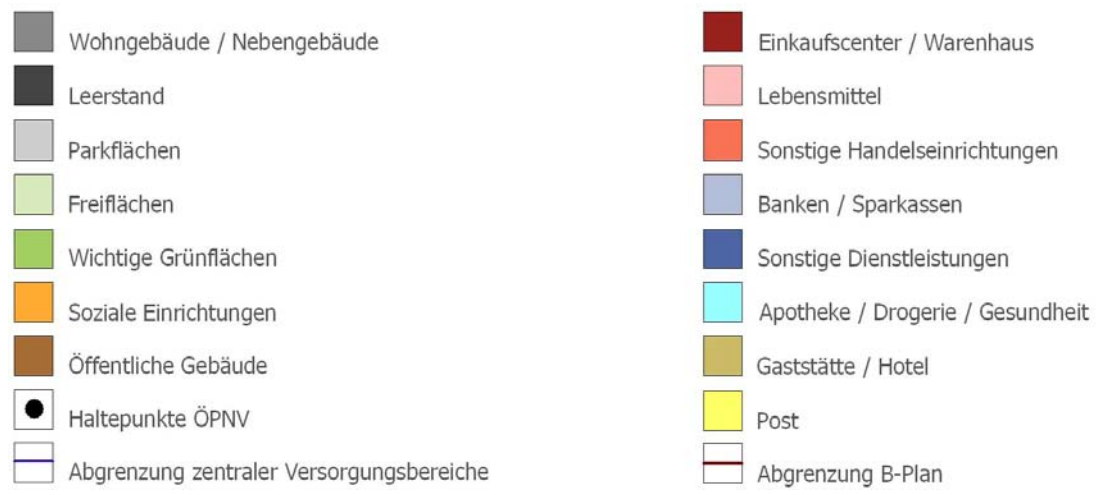 Wohngebäude / Nebengebäude
Leerstand
Parkflächen
Freiflächen
Wichtige Grünflächen
Soziale Einrichtungen
Öffentliche Gebäude
Haltepunkte ÖPNV
Abgrenzung zentraler Versorgungsbereiche
Einkaufscenter / Warenhaus
Lebensmittel
Sonstige Handelseinrichtungen
Banken / Sparkassen
Sonstige Dienstleistungen
Apotheke / Drogerie / Gesundheit
Gaststätte / Hotel
Post
Abgrenzung B-Plan